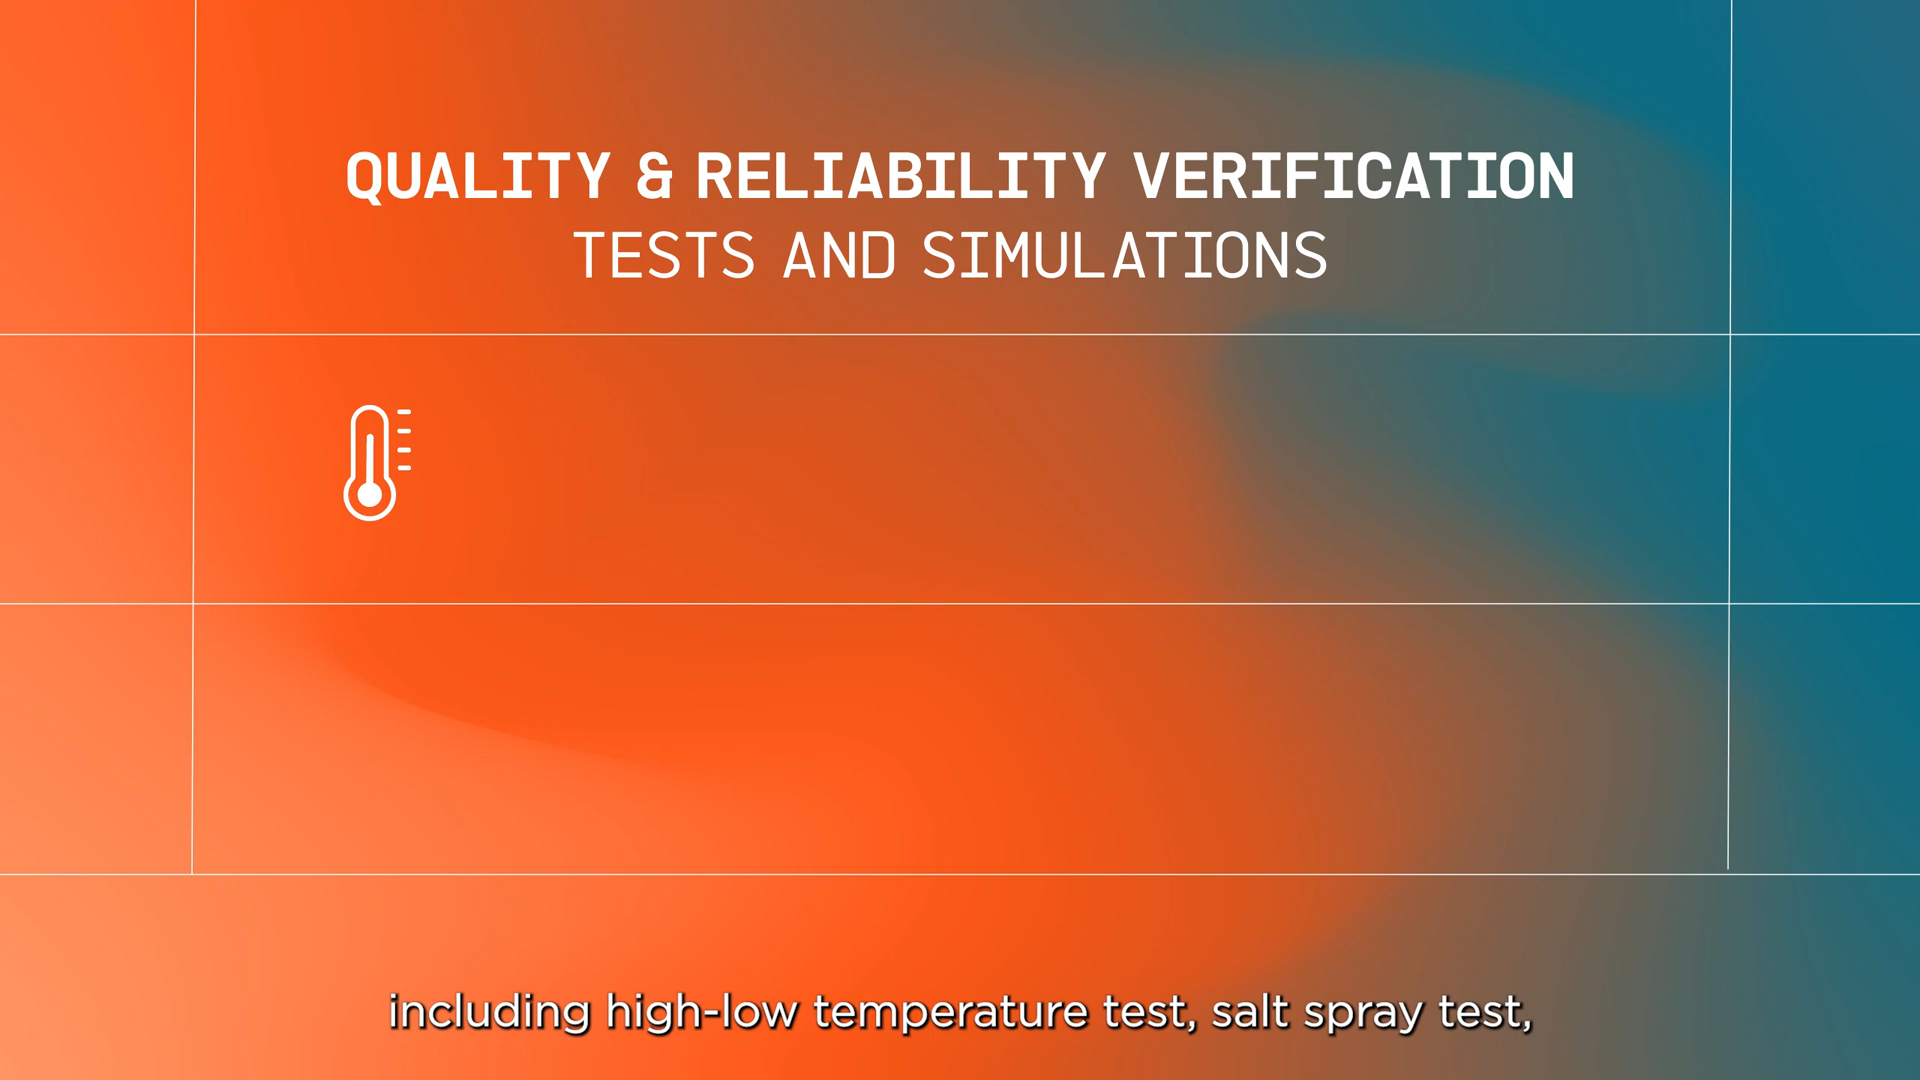 QUALITY & RELIABILITY VERIFICATION
TESTS AND SIMULATIONS
including high-low temperature test, salt spray test,